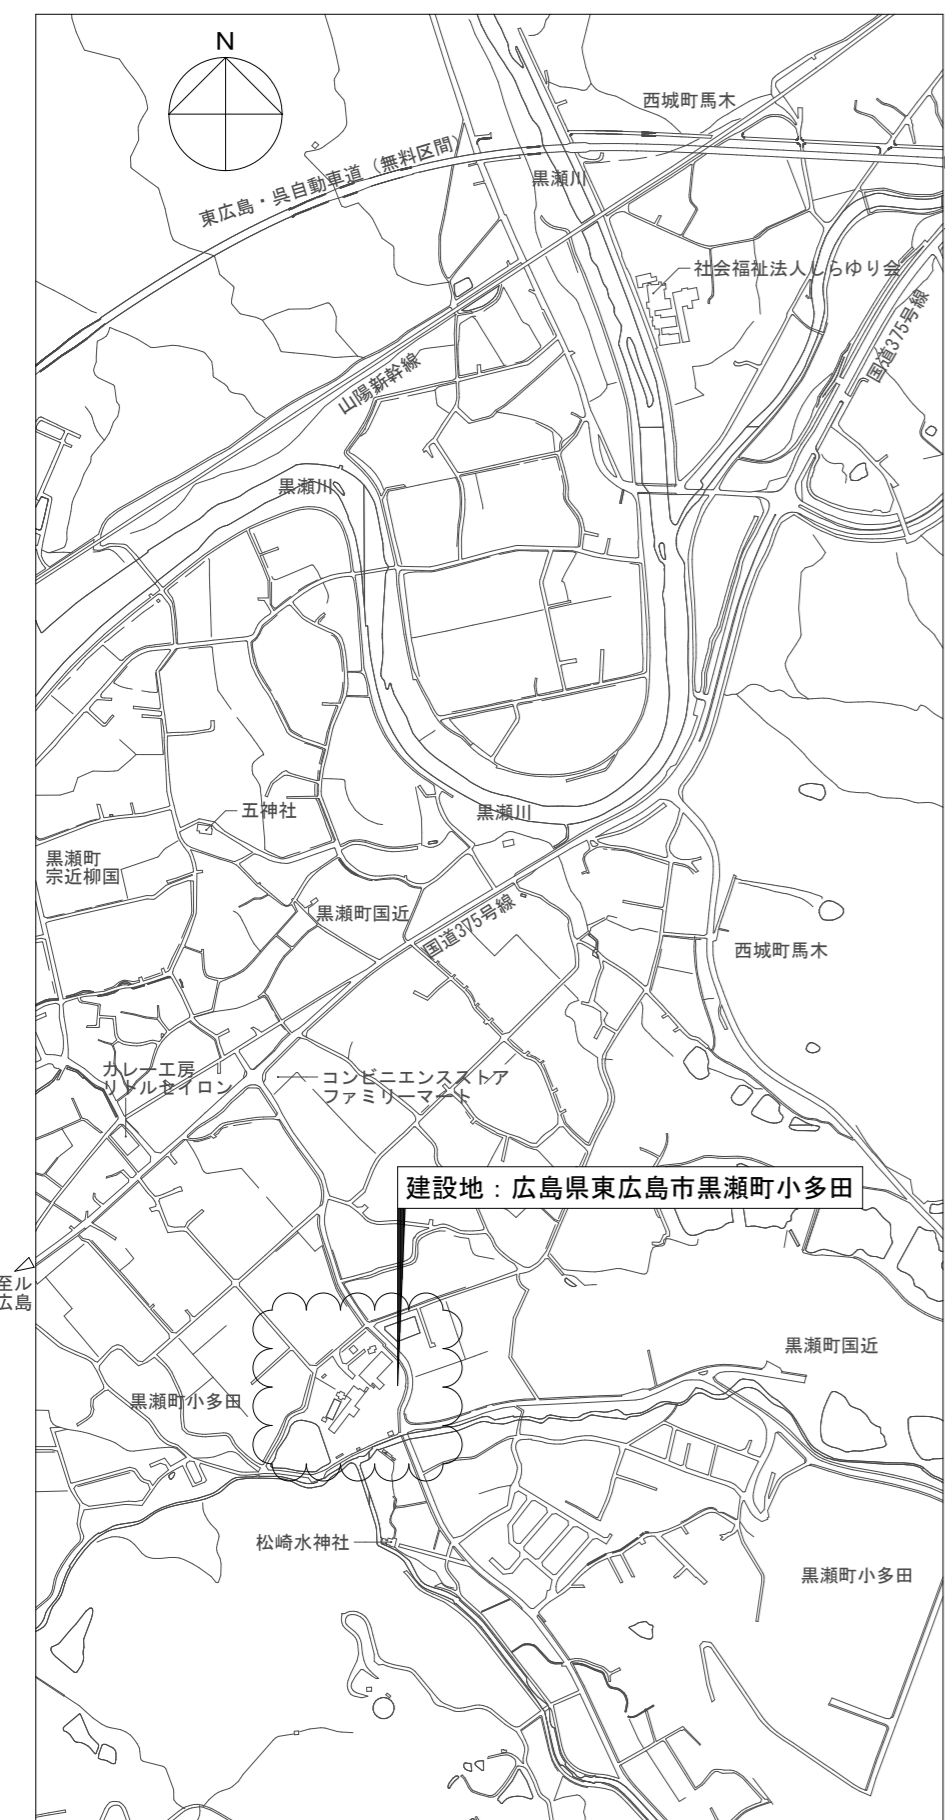 N
西城町馬木
東広島・呉自動車道（無料区間）
黒瀬川
社会福祉法人しらゆり会
国道375号線
山陽新幹線
黒瀬川
五神社
黒瀬川
黒瀬町
宗近柳国
黒瀬町国近
国道375号線
西城町馬木
カレー工房
リトルセイロン
コンビニエンスストア
ファミリーマート
建設地：広島県東広島市黒瀬町小多田
至ル
広島
黒瀬町国近
黒瀬町小多田
松崎水神社
黒瀬町小多田